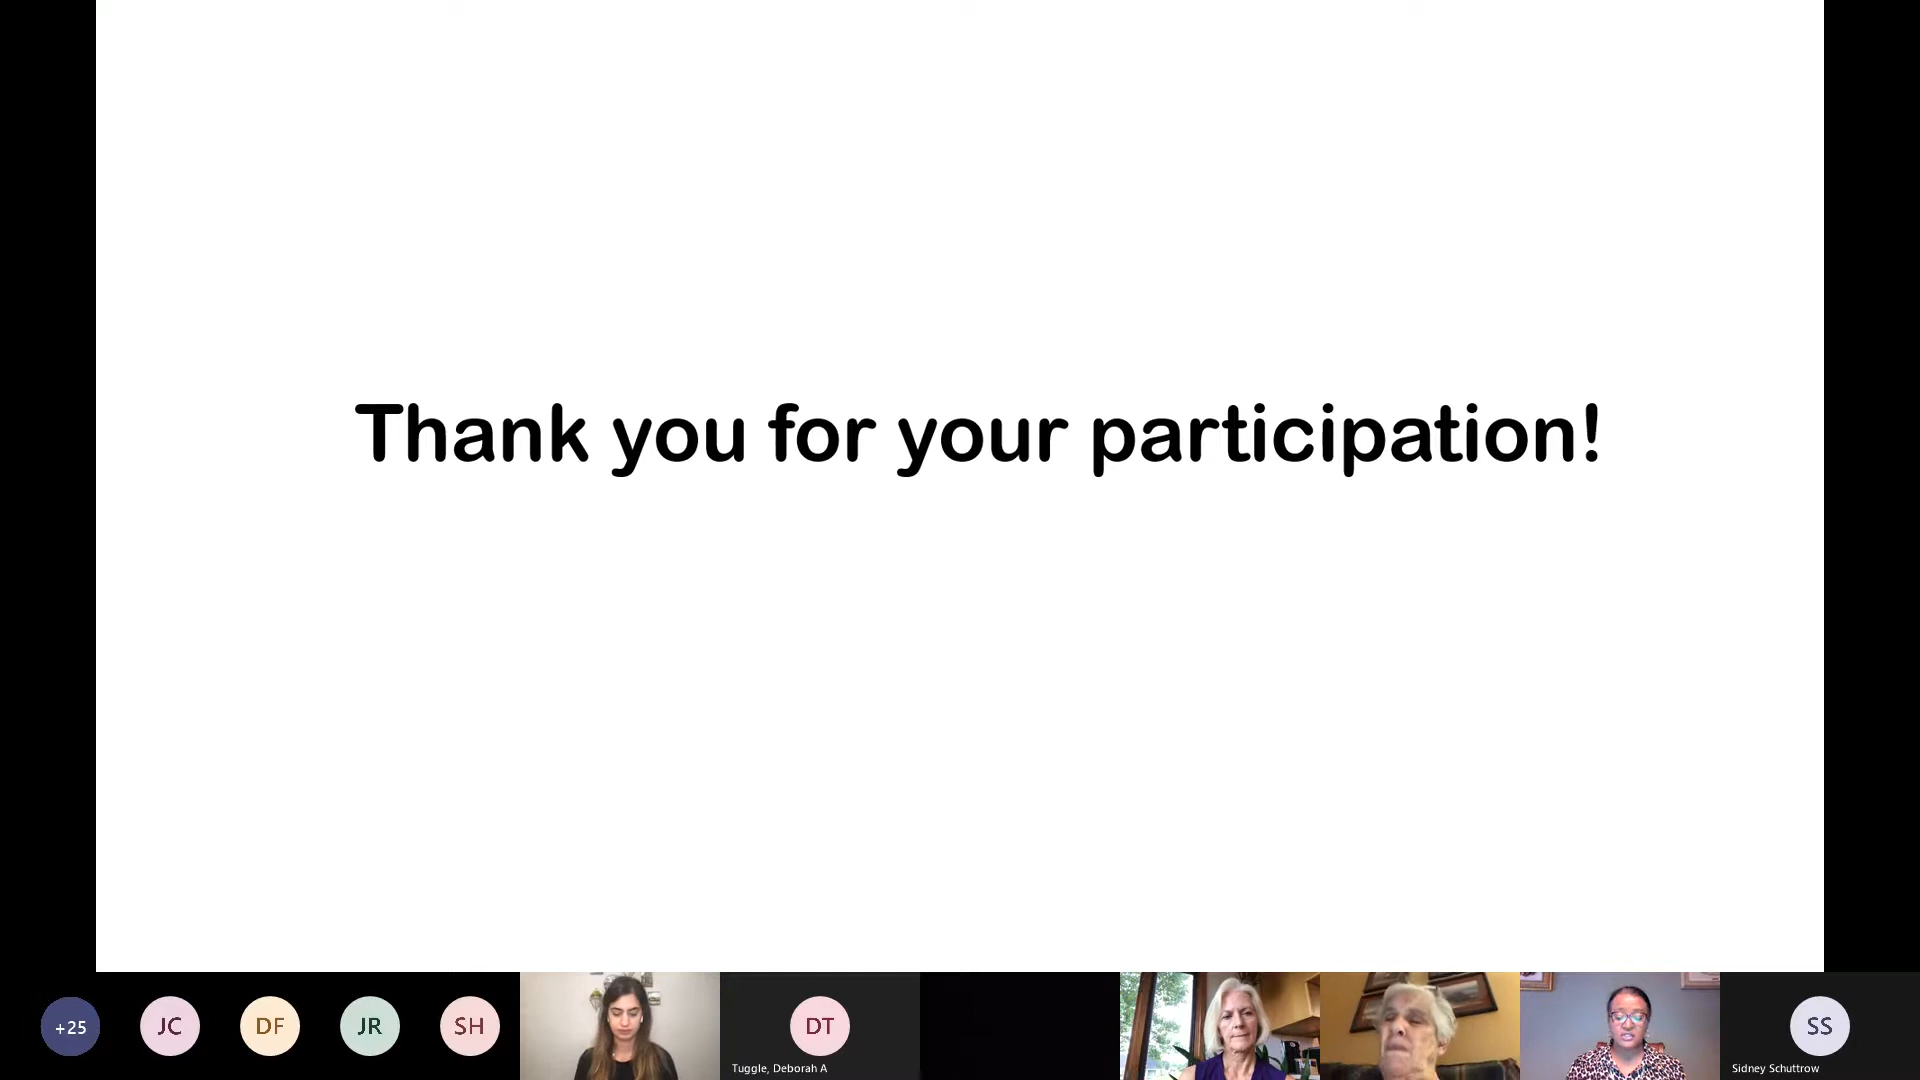 Thank you for your participation!
+25
JC
DF
JR
SH
DT
Tuggle, Deborah A
SS
Sidney Schuttrow